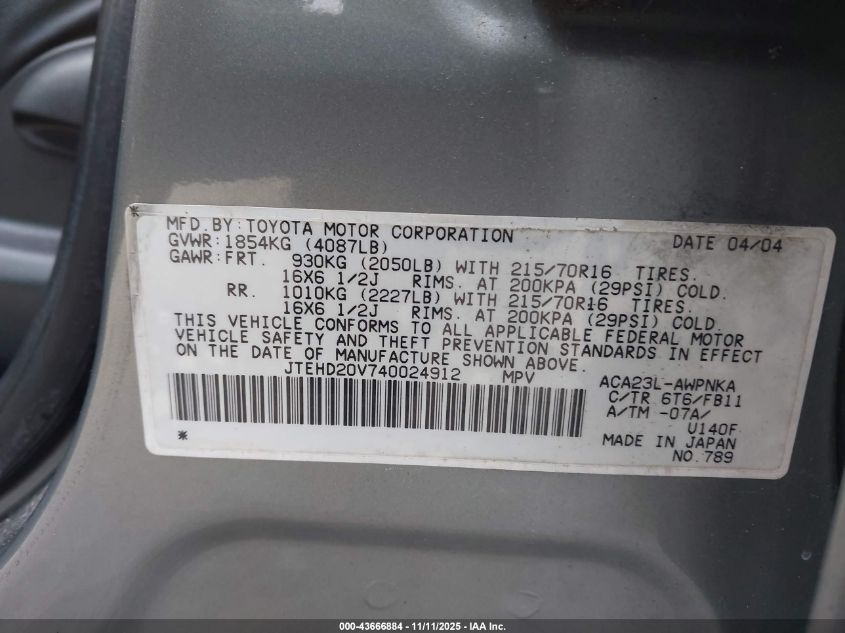 MFD.BY:TOYOTA MOTOR CORPORATION DATE 04/04
GVWR:1854KG (4087LB)
GAWR:FRT. 930KG (2050LB) WITH 215/70R16 TIRES.
16X6 1/2J RIMS. AT 200KPA (29PSI) COLD.
RR. 1010KG (2227LB) WITH 215/70R16 TIRES.
16X6 1/2J RIMS. AT 200KPA (29PSI) COLD.
THIS VEHICLE CONFORMS TO ALL APPLICABLE FEDERAL MOTOR
VEHICLE SAFETY AND THEFT PREVENTION STANDARDS IN EFFECT
ON THE DATE OF MANUFACTURE SHOWN ABOVE.
JTEHD20V740024912 MPV ACA23L-AWPNKA
C/TR 6T6/FB11
A/TM -07A/
U140F
MADE IN JAPAN
NO.789
000-43666884 - 11/11/2025 - IAA Inc.